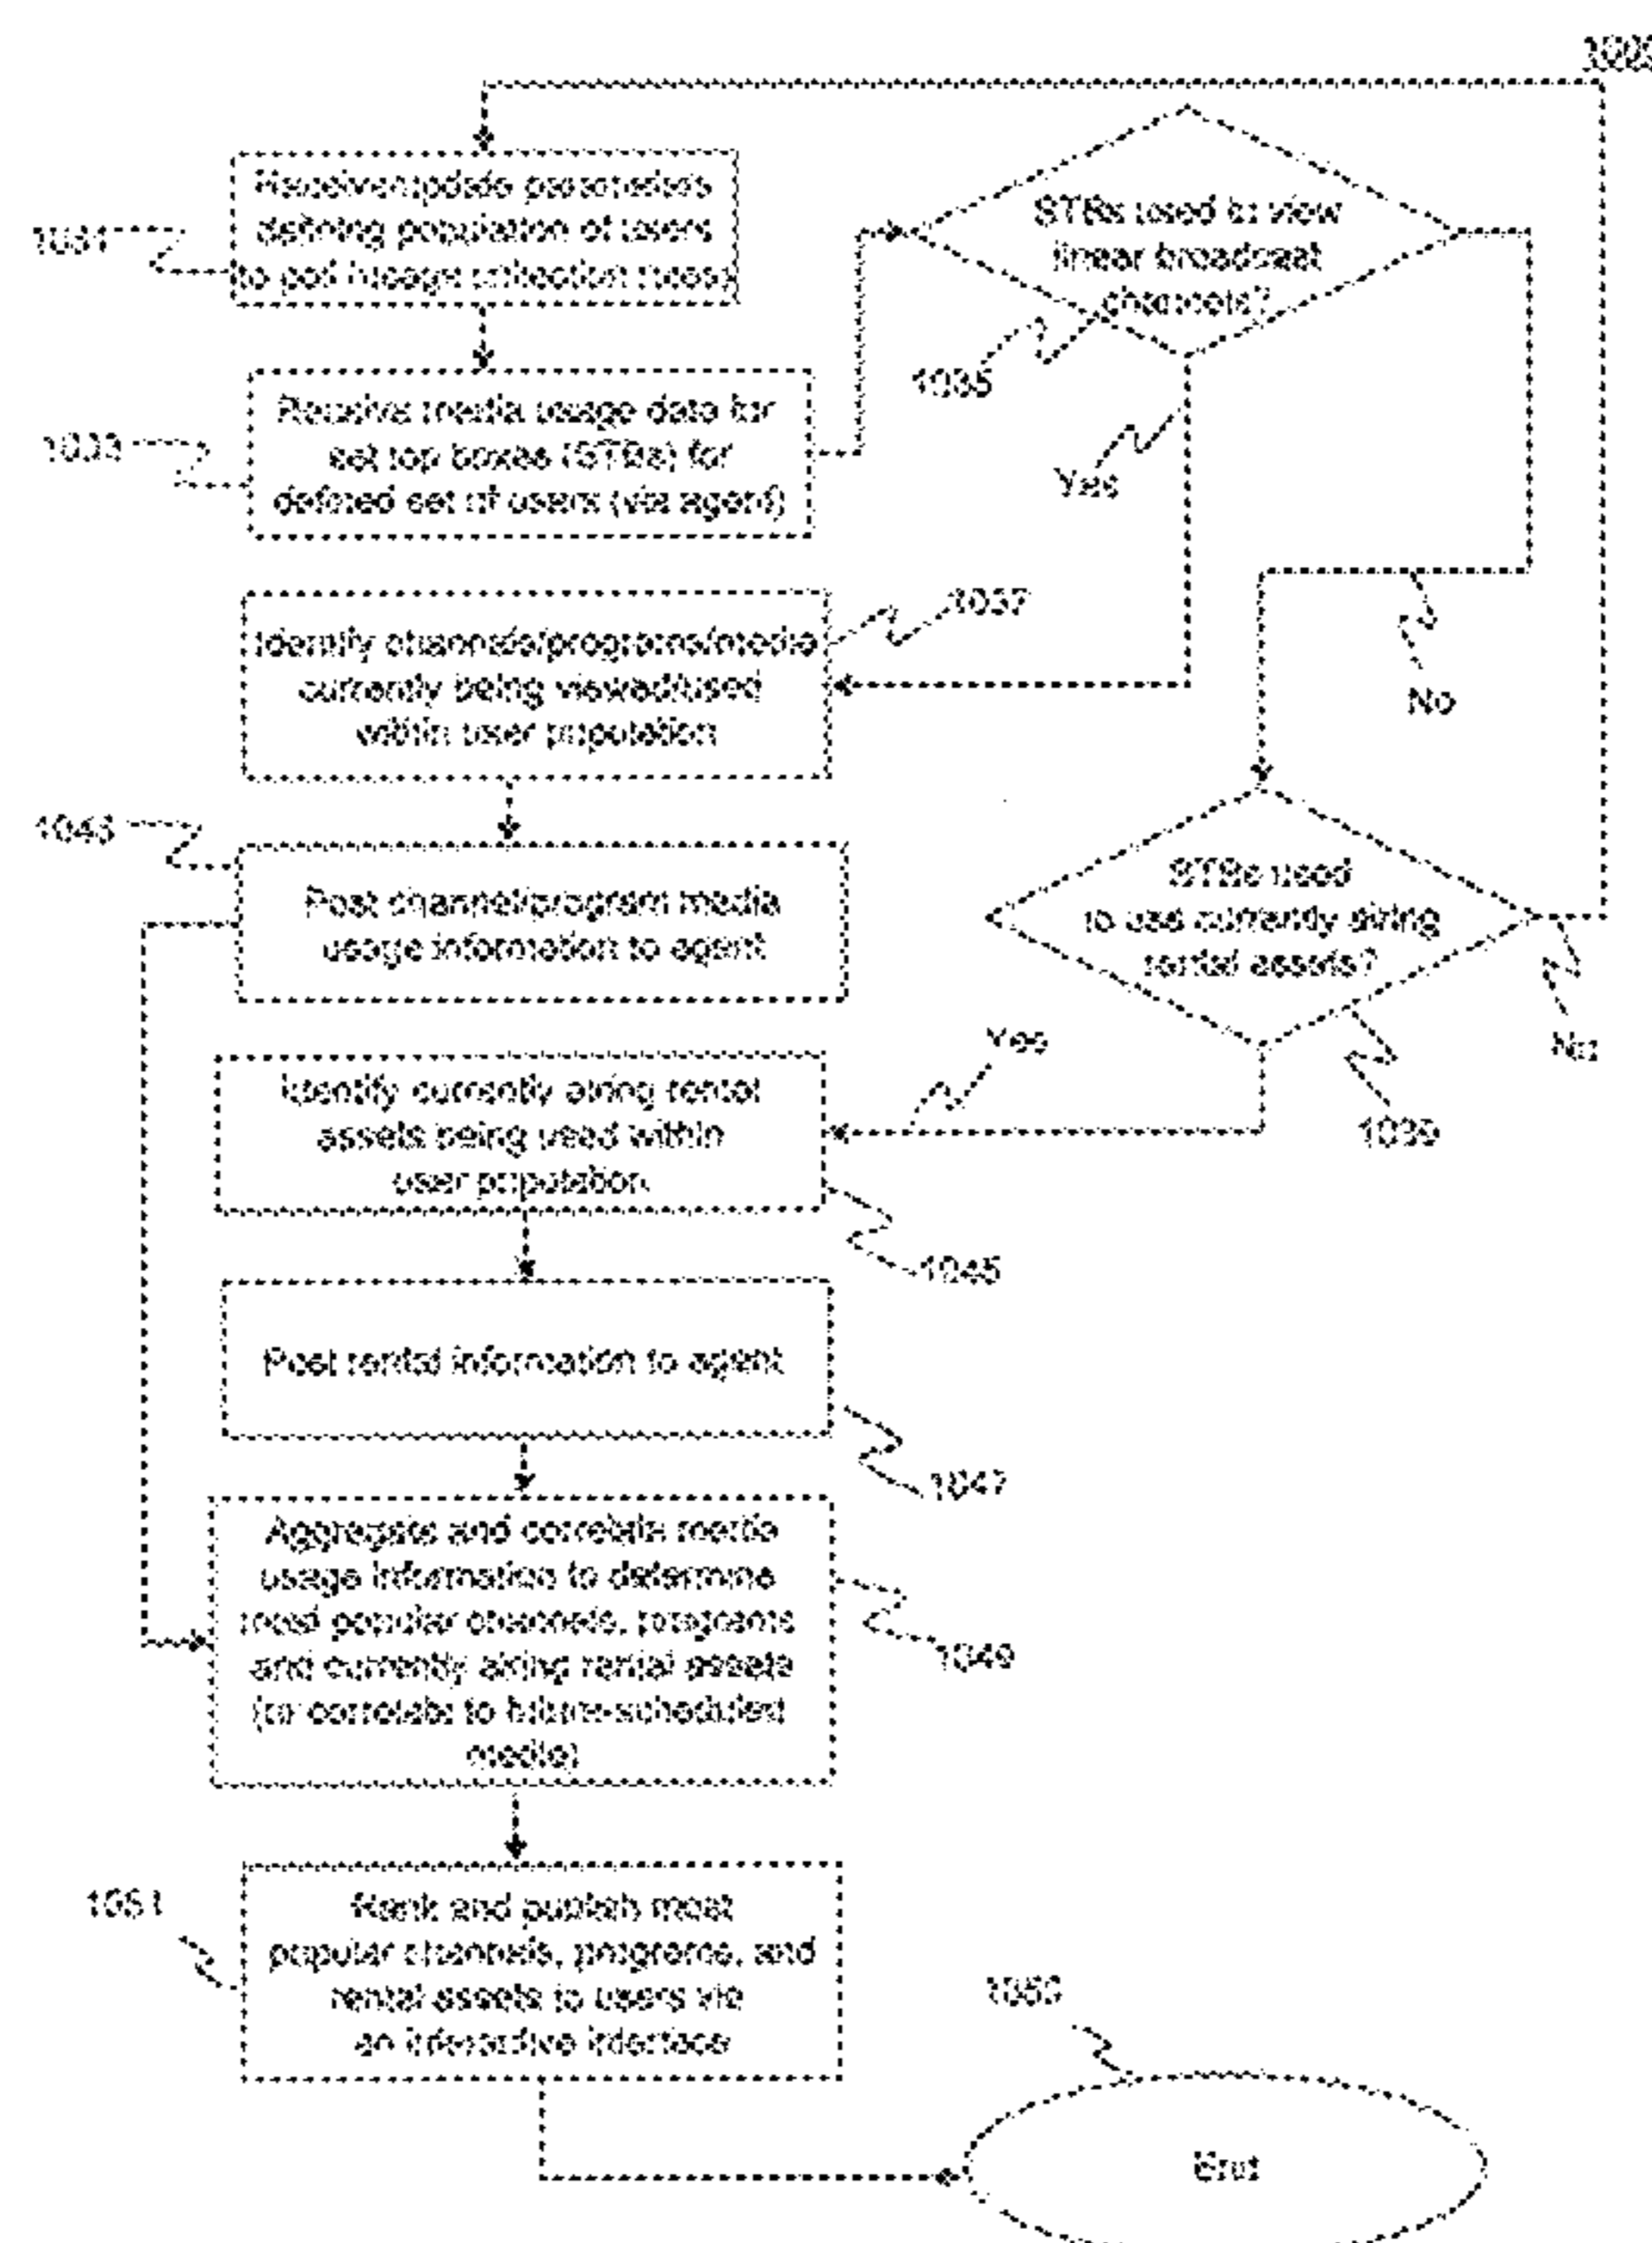 Receive/update parameters
defining population of users
to poll (usage collection rules)
1031
Receive media usage data for
set top boxes (STBs) for
defined set of users (via agent)
1033
STBs used to view
linear broadcast
channels?
1035
Yes
No
Identify channels/programs/media
currently being viewed/used
within user population
1037
Post channel/program media
usage information to agent
1043
STBs used
to use currently airing
rental assets?
1039
Yes
No
Identify currently airing rental
assets being used within
user population
1045
Post rental information to agent
1047
Aggregate and correlate media
usage information to determine
most popular channels, programs
and currently airing rental assets
(or correlate to future-scheduled
media)
1049
Rank and publish most
popular channels, programs, and
rental assets to users via
an interactive interface
1051
End